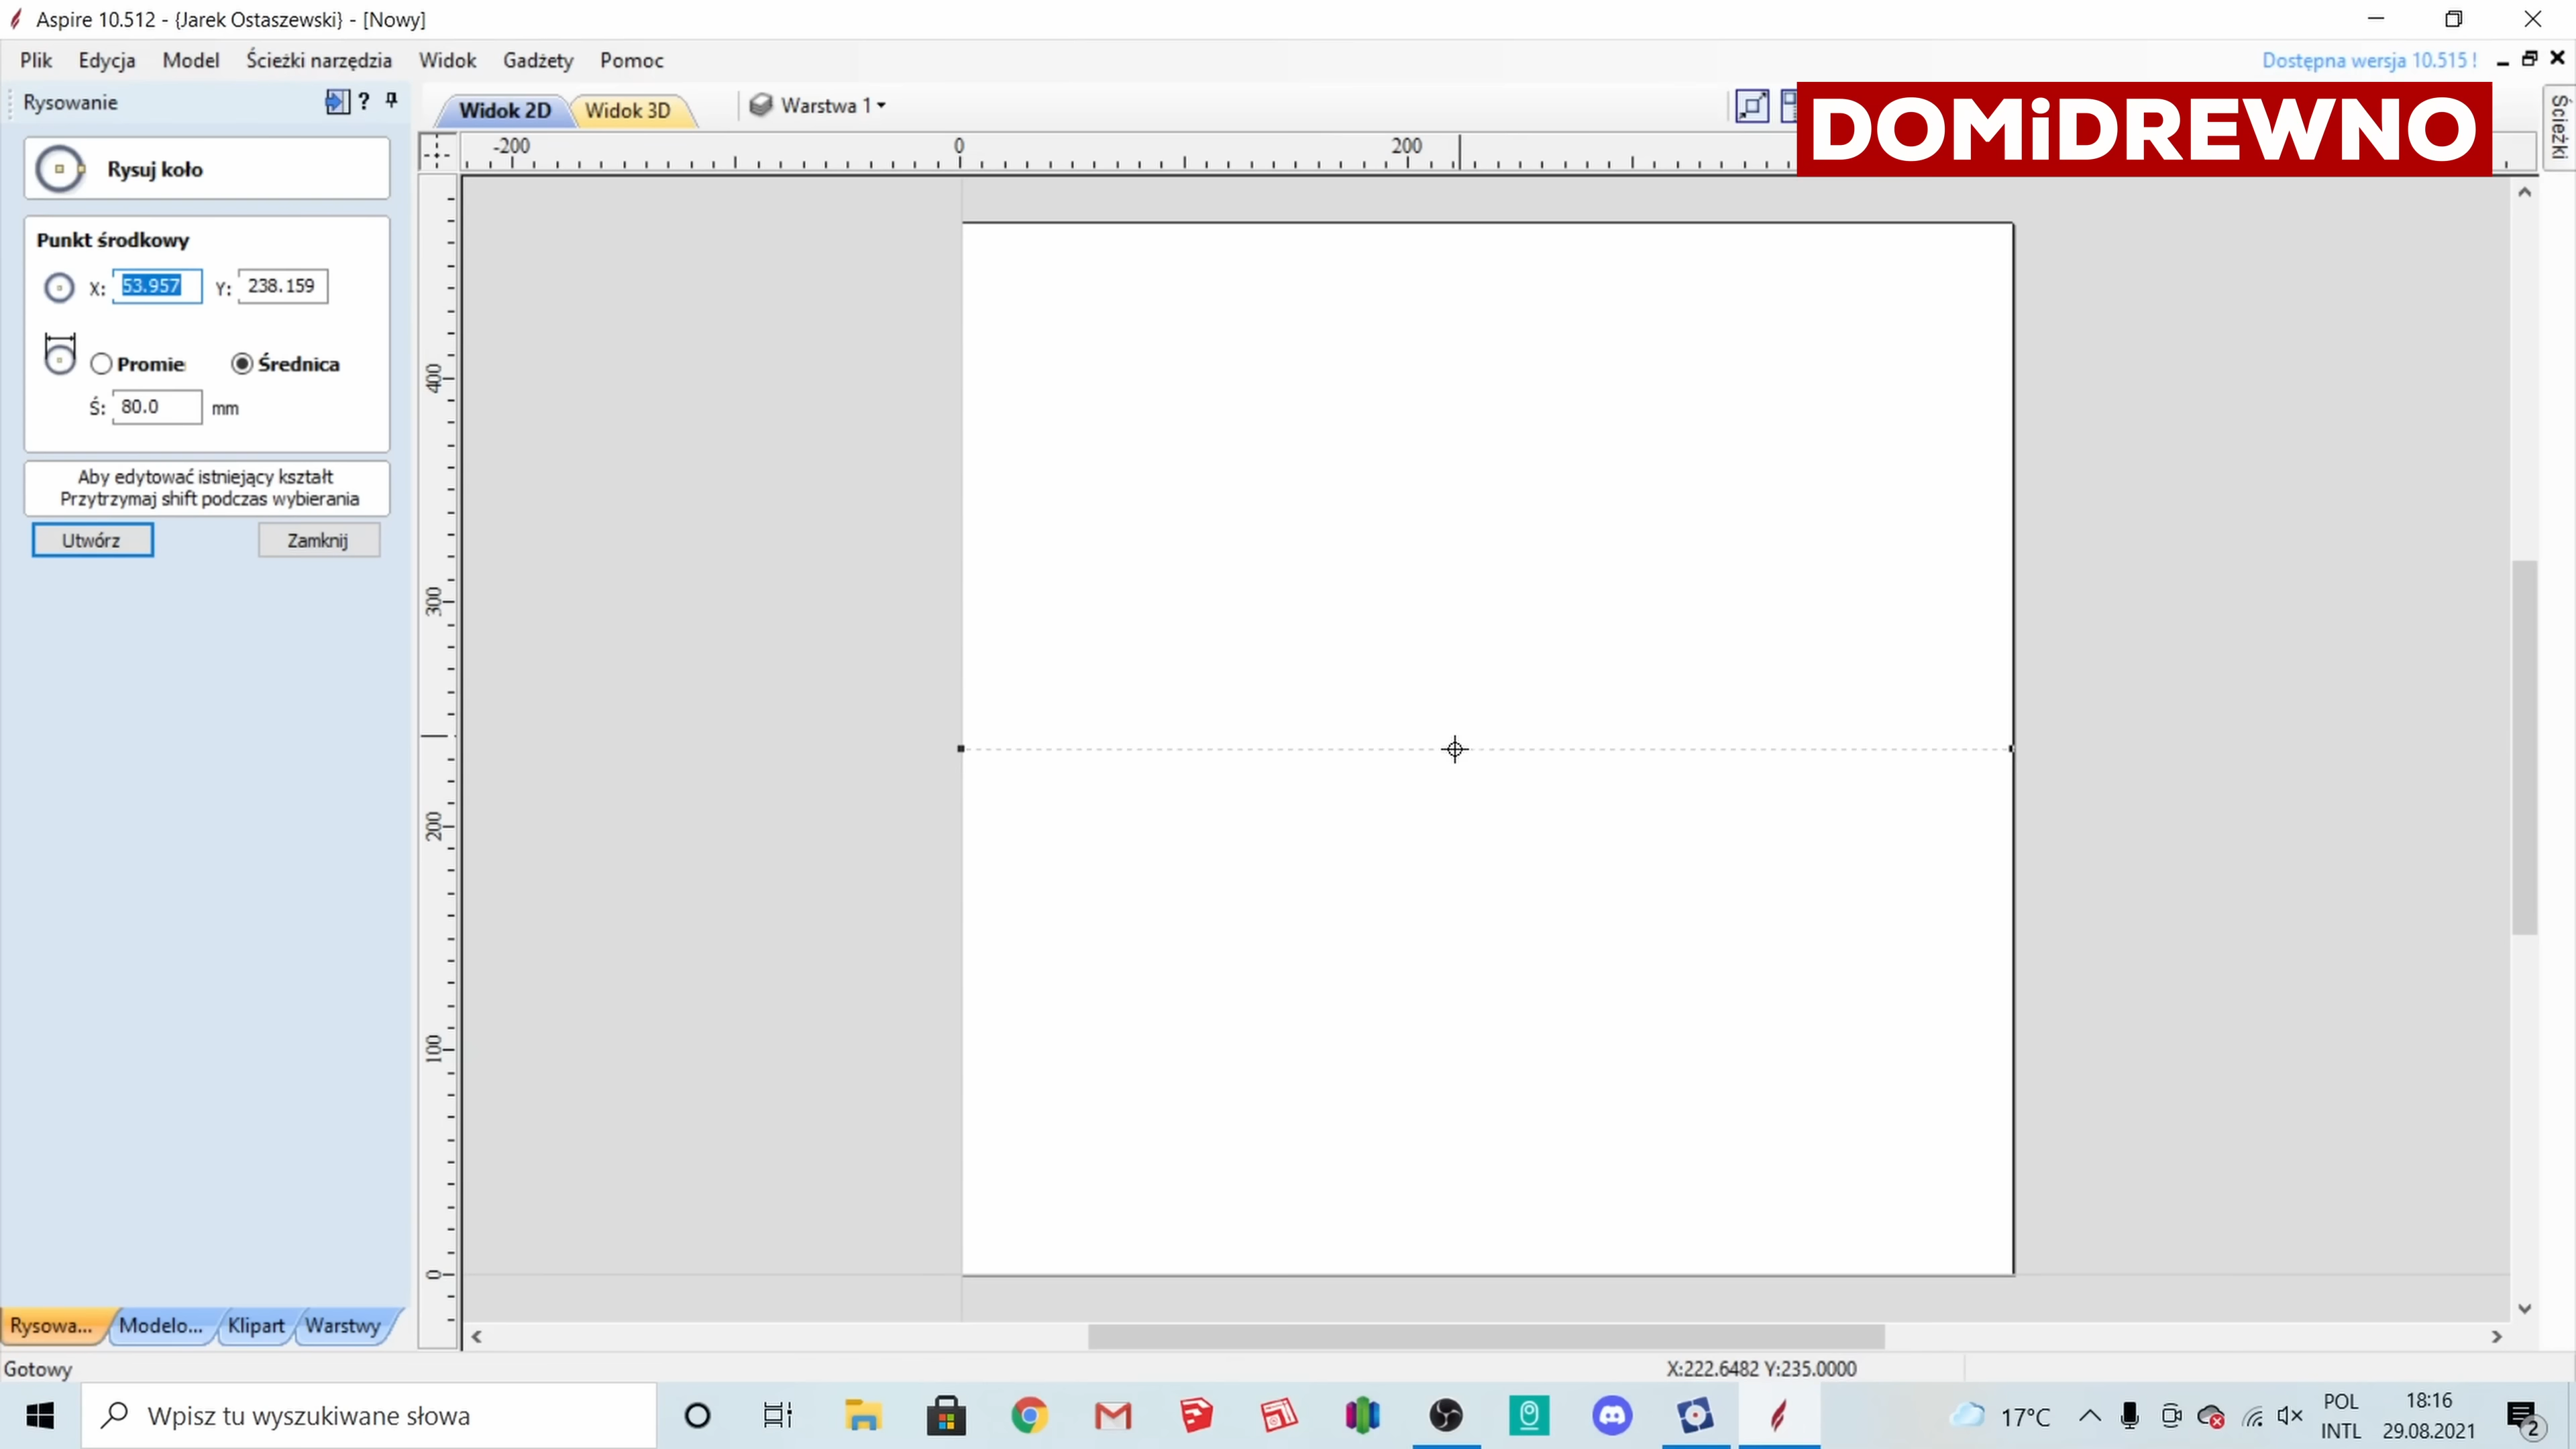 Aspire 10.512 - {Jarek Ostaszewski} - [Nowy]
Plik Edycja Model Ścieżki narzędzia Widok Gadżety Pomoc Dostępna wersja 10.515 !
Rysowanie ?
Widok 2D Widok 3D Warstwa 1
DOMiDREWNO
Ścieżki
-200 0 200
Rysuj koło
Punkt środkowy
X: 53.957 Y: 238.159
Promie Średnica
Ś: 80.0 mm
Aby edytować istniejący kształt
Przytrzymaj shift podczas wybierania
Utwórz Zamknij
400
300
200
100
0
Rysowa... Modelo... Klipart Warstwy
Gotowy X:222.6482 Y:235.0000
Wpisz tu wyszukiwane słowa
17°C
POL
INTL
18:16
29.08.2021
2